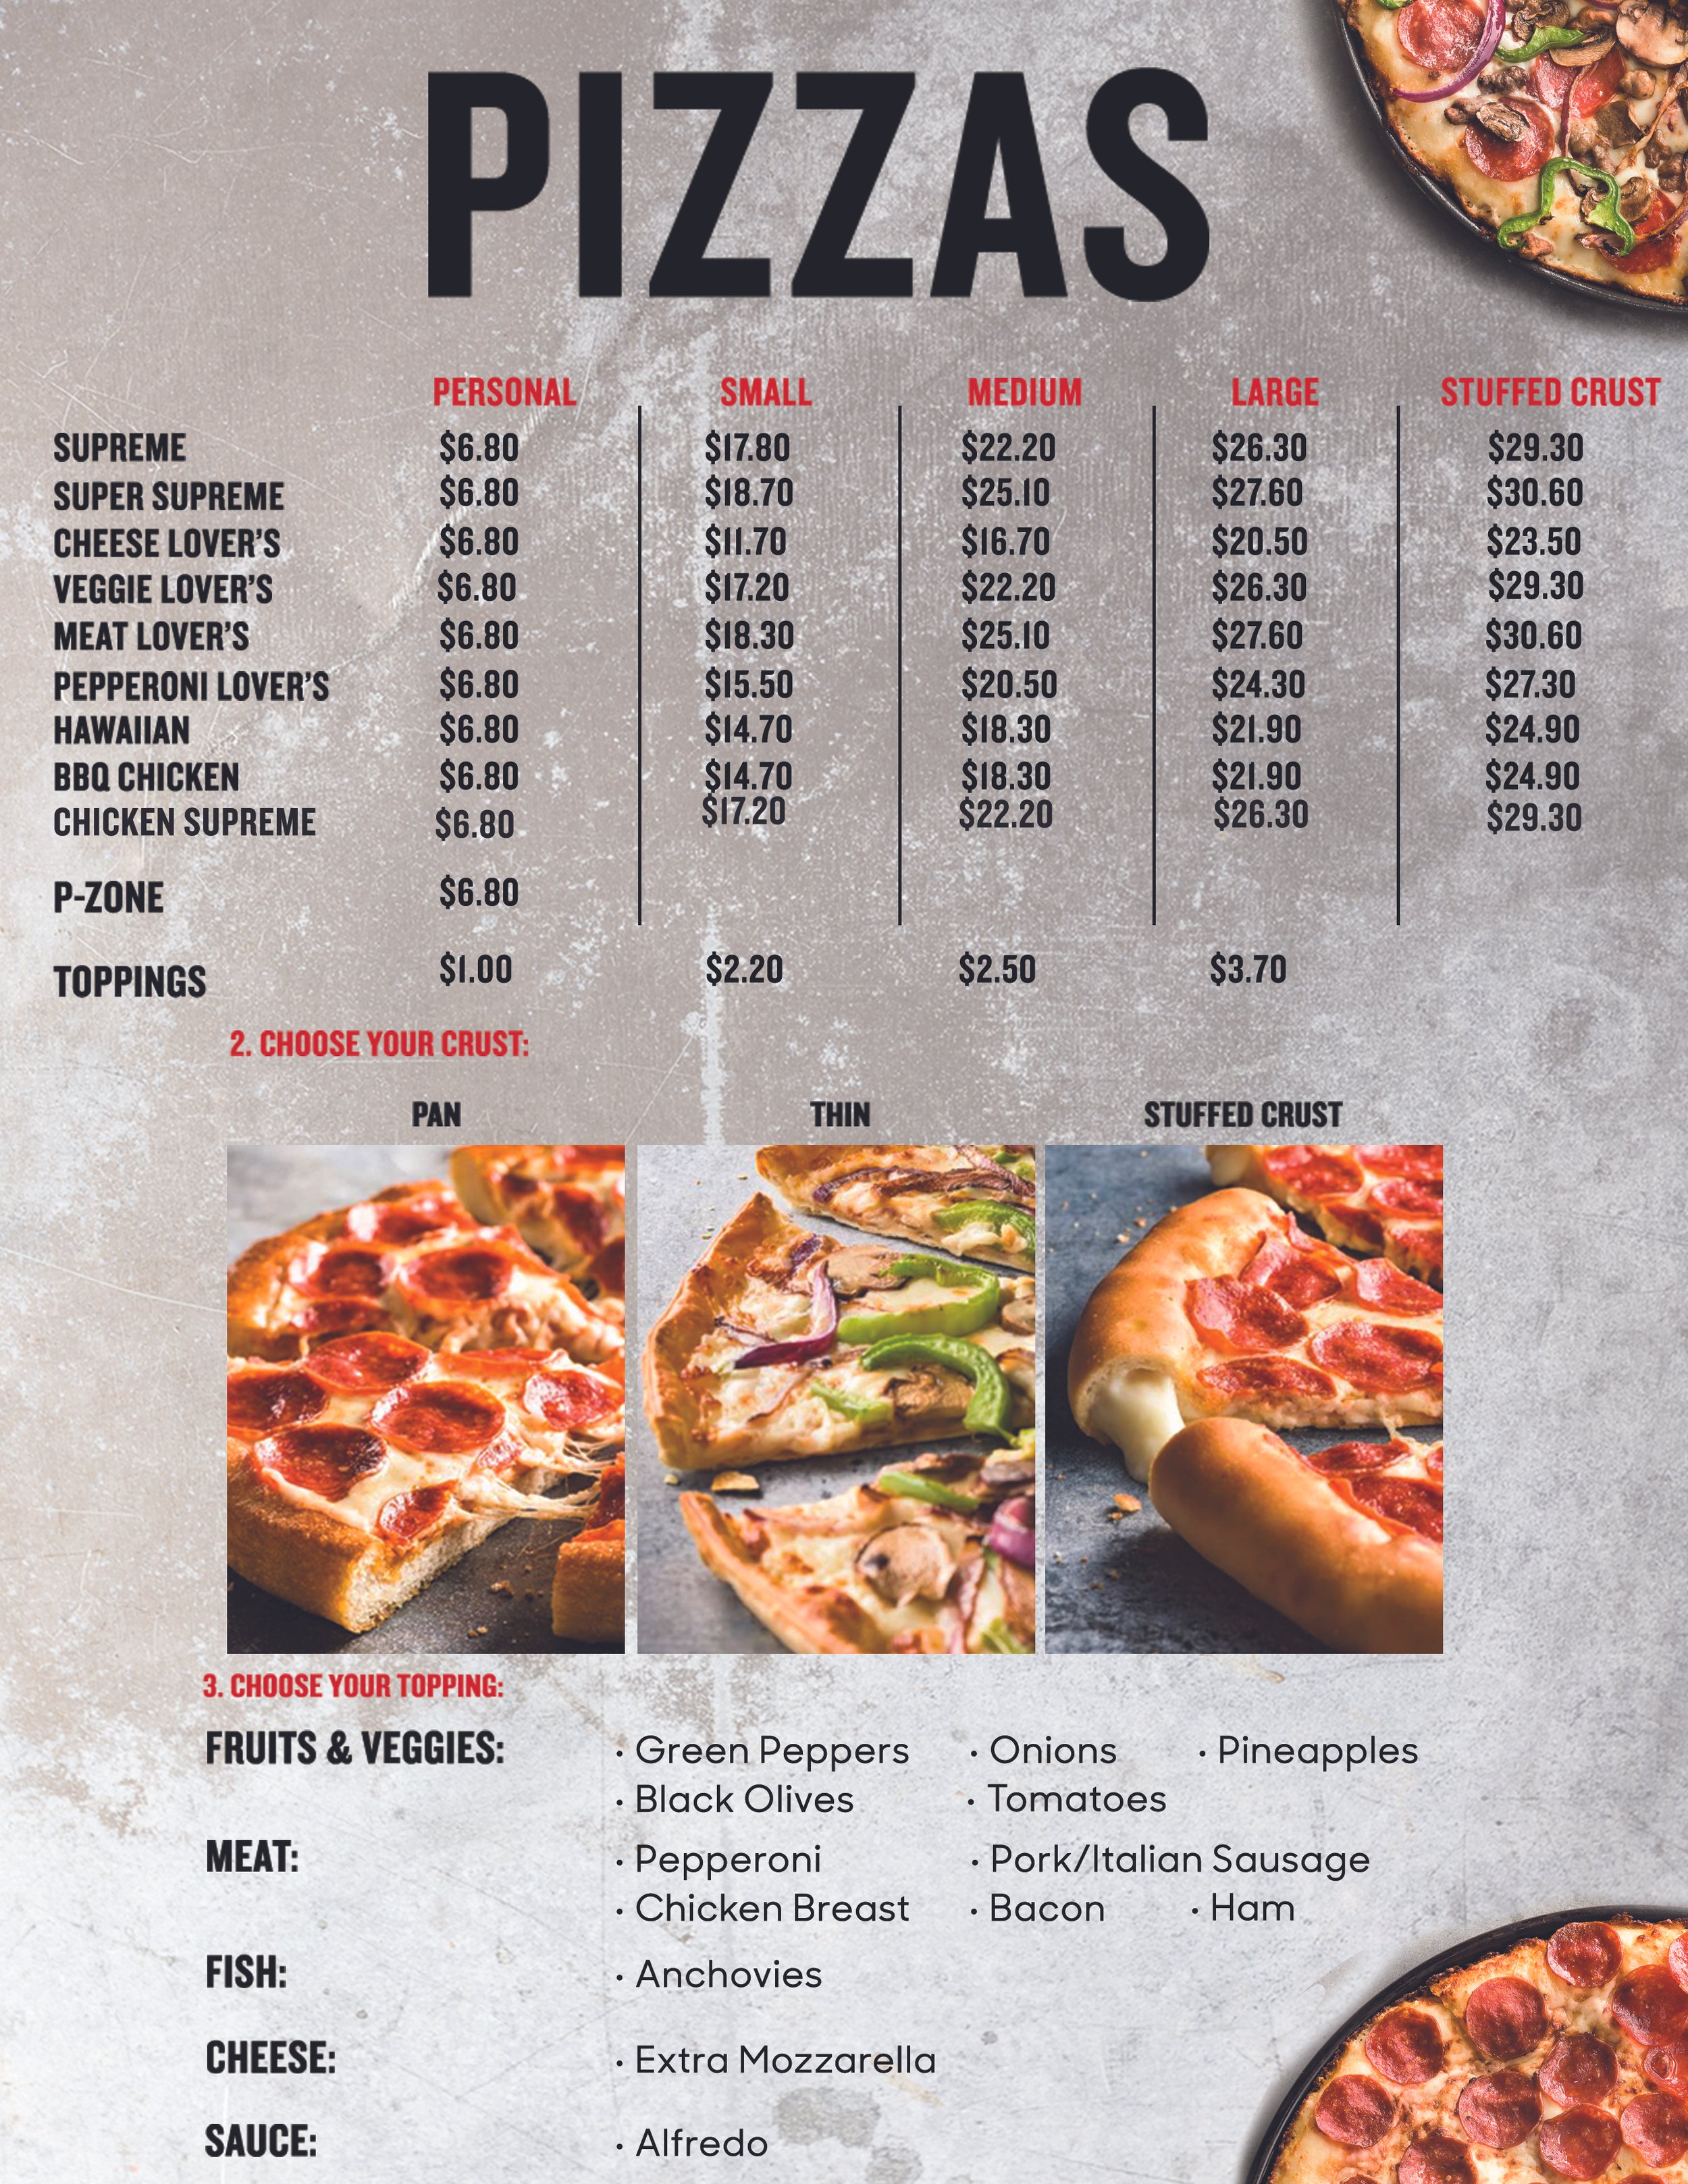 PIZZAS
PERSONAL SMALL MEDIUM LARGE STUFFED CRUST
SUPREME $6.80 $17.80 $22.20 $26.30 $29.30
SUPER SUPREME $6.80 $18.70 $25.10 $27.60 $30.60
CHEESE LOVER'S $6.80 $11.70 $16.70 $20.50 $23.50
VEGGIE LOVER'S $6.80 $17.20 $22.20 $26.30 $29.30
MEAT LOVER'S $6.80 $18.30 $25.10 $27.60 $30.60
PEPPERONI LOVER'S $6.80 $15.50 $20.50 $24.30 $27.30
HAWAIIAN $6.80 $14.70 $18.30 $21.90 $24.90
BBQ CHICKEN $6.80 $14.70 $18.30 $21.90 $24.90
CHICKEN SUPREME $6.80 $17.20 $22.20 $26.30 $29.30
P-ZONE $6.80
TOPPINGS $1.00 $2.20 $2.50 $3.70
2. CHOOSE YOUR CRUST:
PAN THIN STUFFED CRUST
3. CHOOSE YOUR TOPPING:
FRUITS & VEGGIES: · Green Peppers · Onions · Pineapples
· Black Olives · Tomatoes
MEAT: · Pepperoni · Pork/Italian Sausage
· Chicken Breast · Bacon · Ham
FISH: · Anchovies
CHEESE: · Extra Mozzarella
SAUCE: · Alfredo